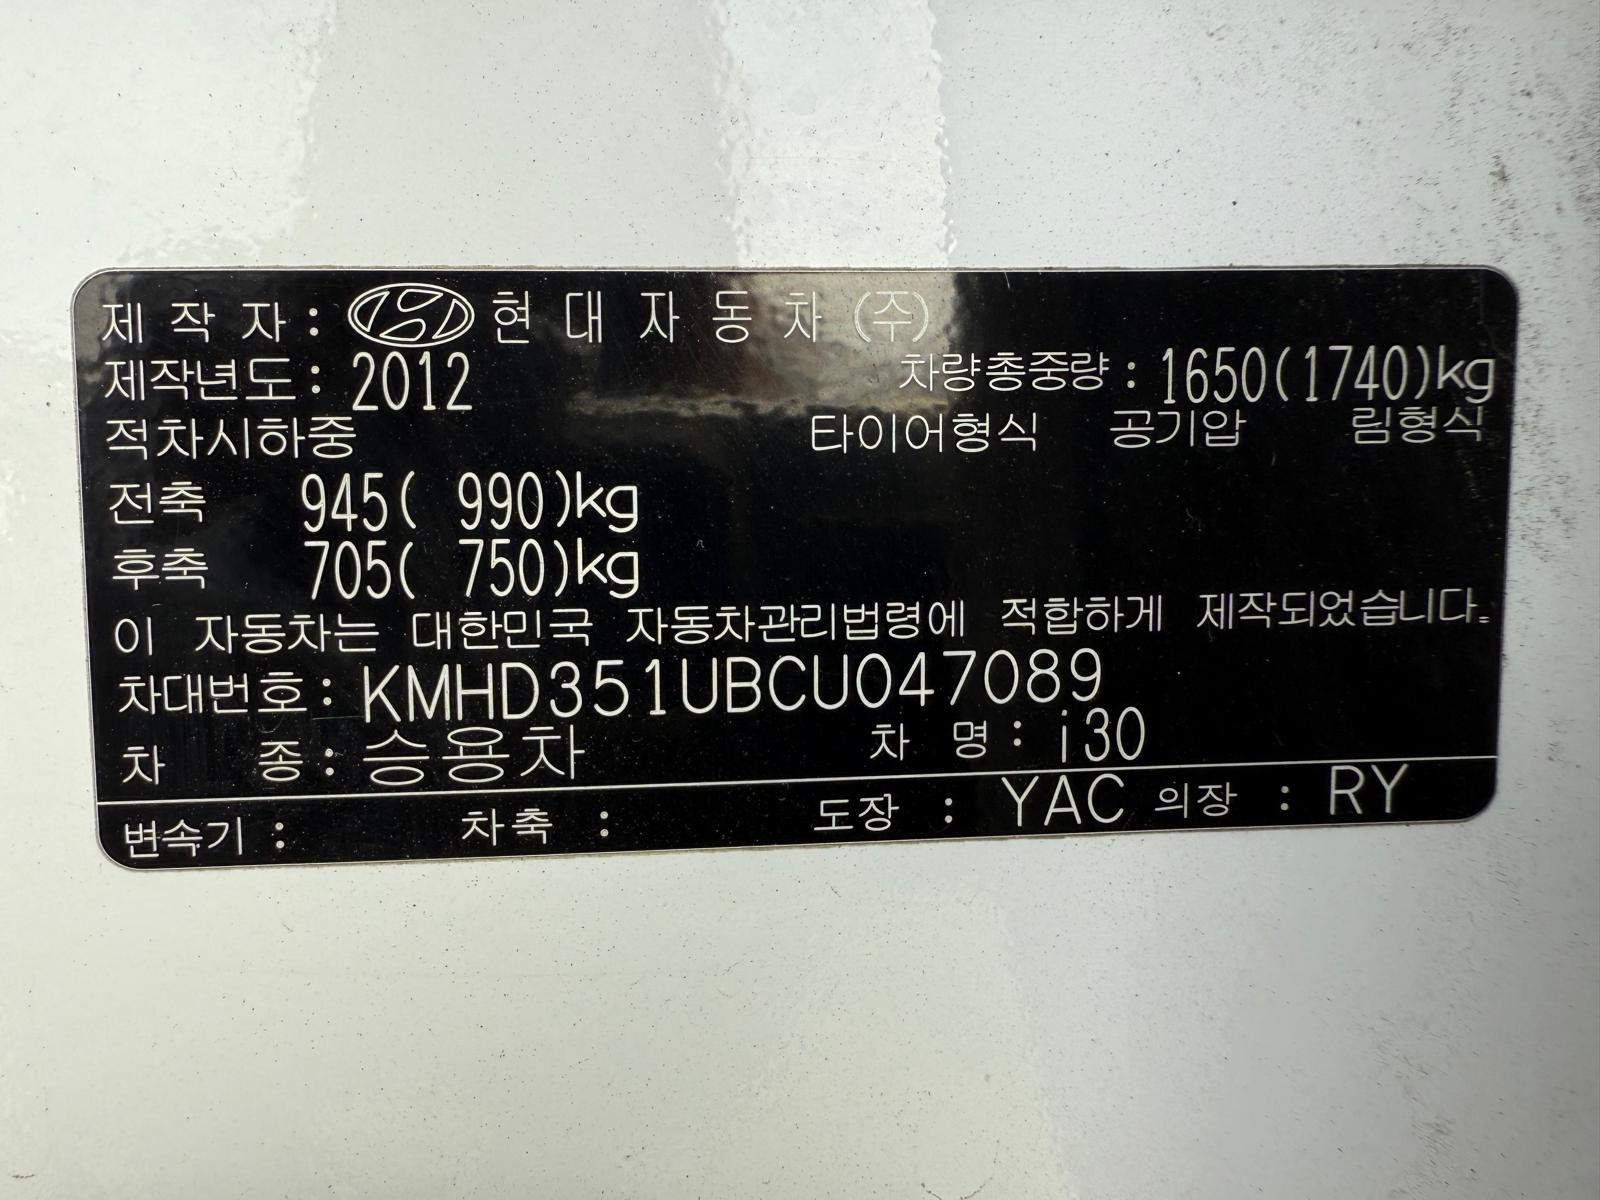 제 작 자 : 현 대 자 동 차 (주)
제작년도 : 2012 차량총중량 : 1650(1740)kg
적차시하중 타이어형식 공기압 림형식
전축 945( 990)kg
후축 705( 750)kg
이 자동차는 대한민국 자동차관리법령에 적합하게 제작되었습니다.
차대번호 : KMHD351UBCU047089
차 종 : 승용차 차 명 : i30
변속기 : 차축 : 도장 : YAC 의장 : RY